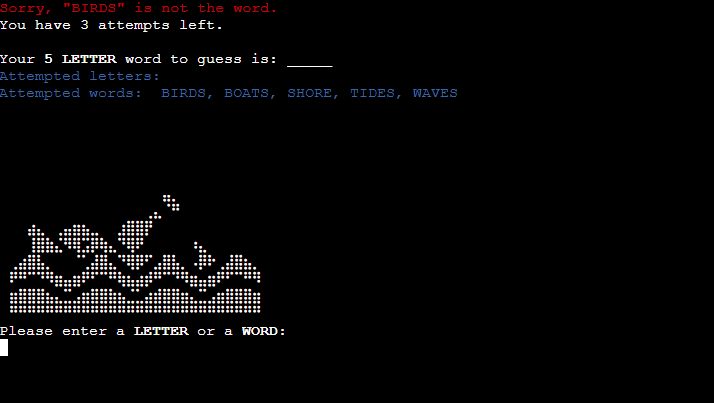 Sorry, "BIRDS" is not the word.
You have 3 attempts left.
Your 5 LETTER word to guess is: _____
Attempted letters:
Attempted words:  BIRDS, BOATS, SHORE, TIDES, WAVES
Please enter a LETTER or a WORD: